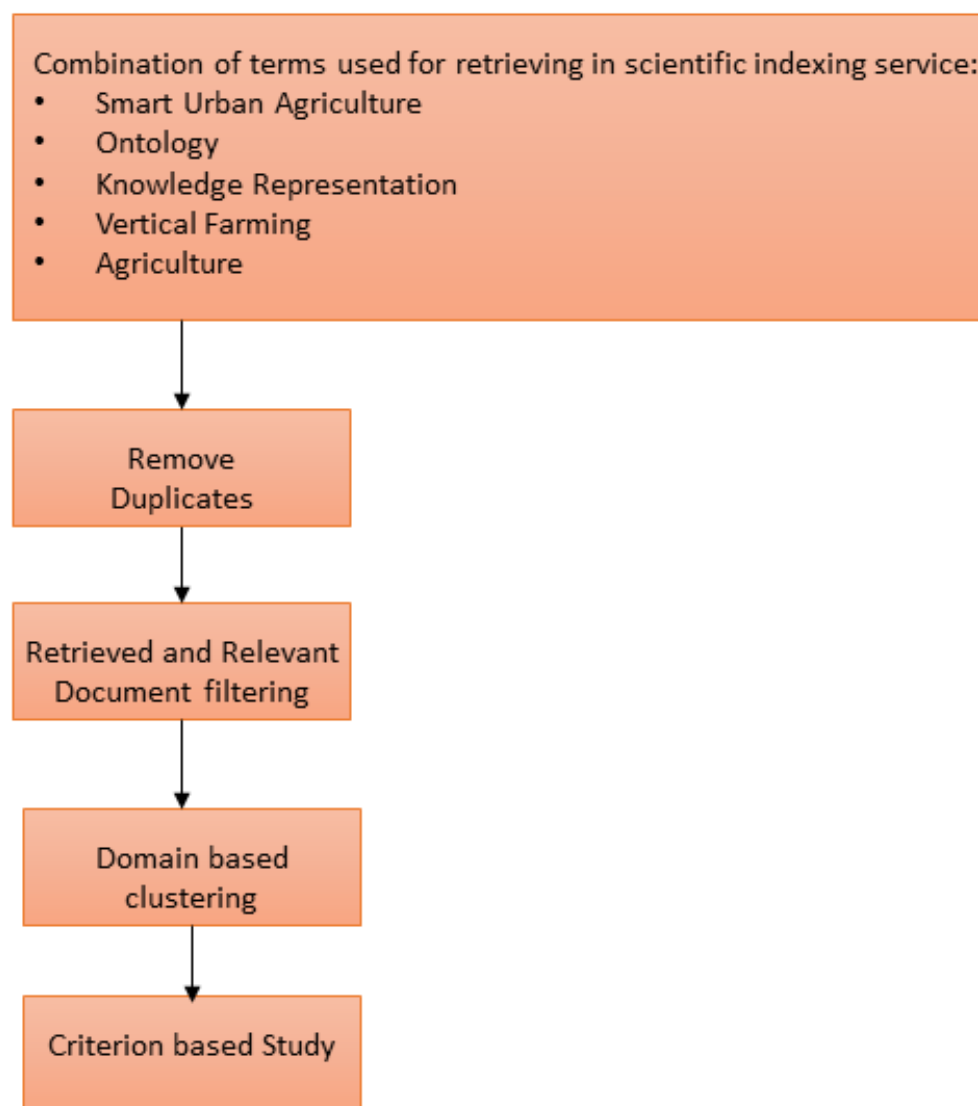 Combination of terms used for retrieving in scientific indexing service:
• Smart Urban Agriculture
• Ontology
• Knowledge Representation
• Vertical Farming
• Agriculture
Remove
Duplicates
Retrieved and Relevant
Document filtering
Domain based
clustering
Criterion based Study